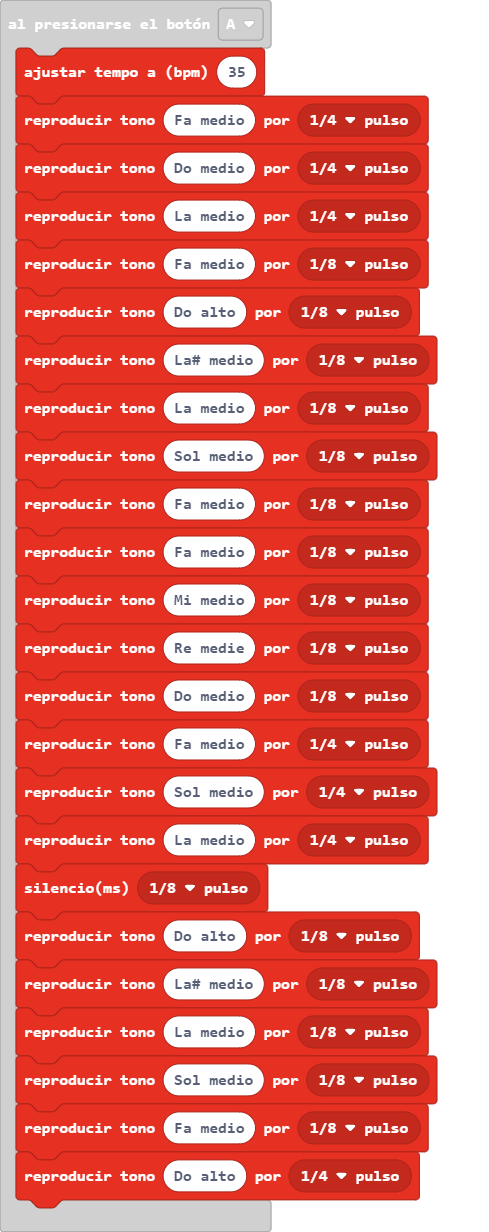 al presionarse el botón A
ajustar tempo a (bpm) 35
reproducir tono Fa medio por 1/4 pulso
reproducir tono Do medio por 1/4 pulso
reproducir tono La medio por 1/4 pulso
reproducir tono Fa medio por 1/8 pulso
reproducir tono Do alto por 1/8 pulso
reproducir tono La# medio por 1/8 pulso
reproducir tono La medio por 1/8 pulso
reproducir tono Sol medio por 1/8 pulso
reproducir tono Fa medio por 1/8 pulso
reproducir tono Fa medio por 1/8 pulso
reproducir tono Mi medio por 1/8 pulso
reproducir tono Re medie por 1/8 pulso
reproducir tono Do medio por 1/8 pulso
reproducir tono Fa medio por 1/4 pulso
reproducir tono Sol medio por 1/4 pulso
reproducir tono La medio por 1/4 pulso
silencio(ms) 1/8 pulso
reproducir tono Do alto por 1/8 pulso
reproducir tono La# medio por 1/8 pulso
reproducir tono La medio por 1/8 pulso
reproducir tono Sol medio por 1/8 pulso
reproducir tono Fa medio por 1/8 pulso
reproducir tono Do alto por 1/4 pulso